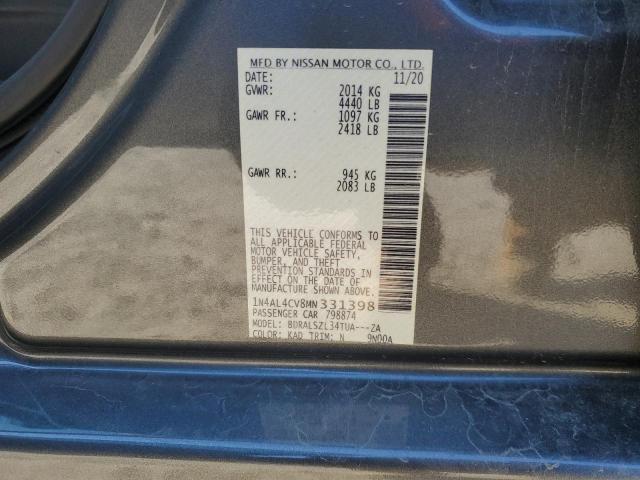 MFD BY NISSAN MOTOR CO., LTD.
DATE: 11/20
GVWR: 2014 KG
4440 LB
GAWR FR.: 1097 KG
2418 LB
GAWR RR.: 945 KG
2083 LB
THIS VEHICLE CONFORMS TO
ALL APPLICABLE FEDERAL
MOTOR VEHICLE SAFETY,
BUMPER, AND THEFT
PREVENTION STANDARDS IN
EFFECT ON THE DATE OF
MANUFACTURE SHOWN ABOVE.
1N4AL4CV8MN331398
PASSENGER CAR 798874
MODEL: BDRALSZL34TUA---ZA
COLOR: KAD TRIM: N 9NDOA